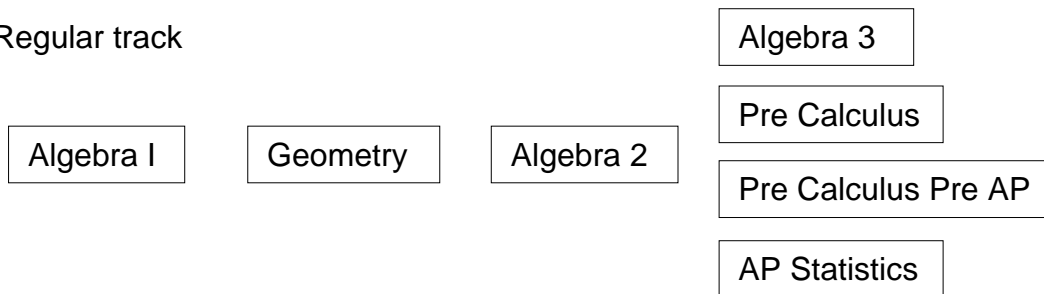 Regular track
Algebra I
Geometry
Algebra 2
Algebra 3
Pre Calculus
Pre Calculus Pre AP
AP Statistics